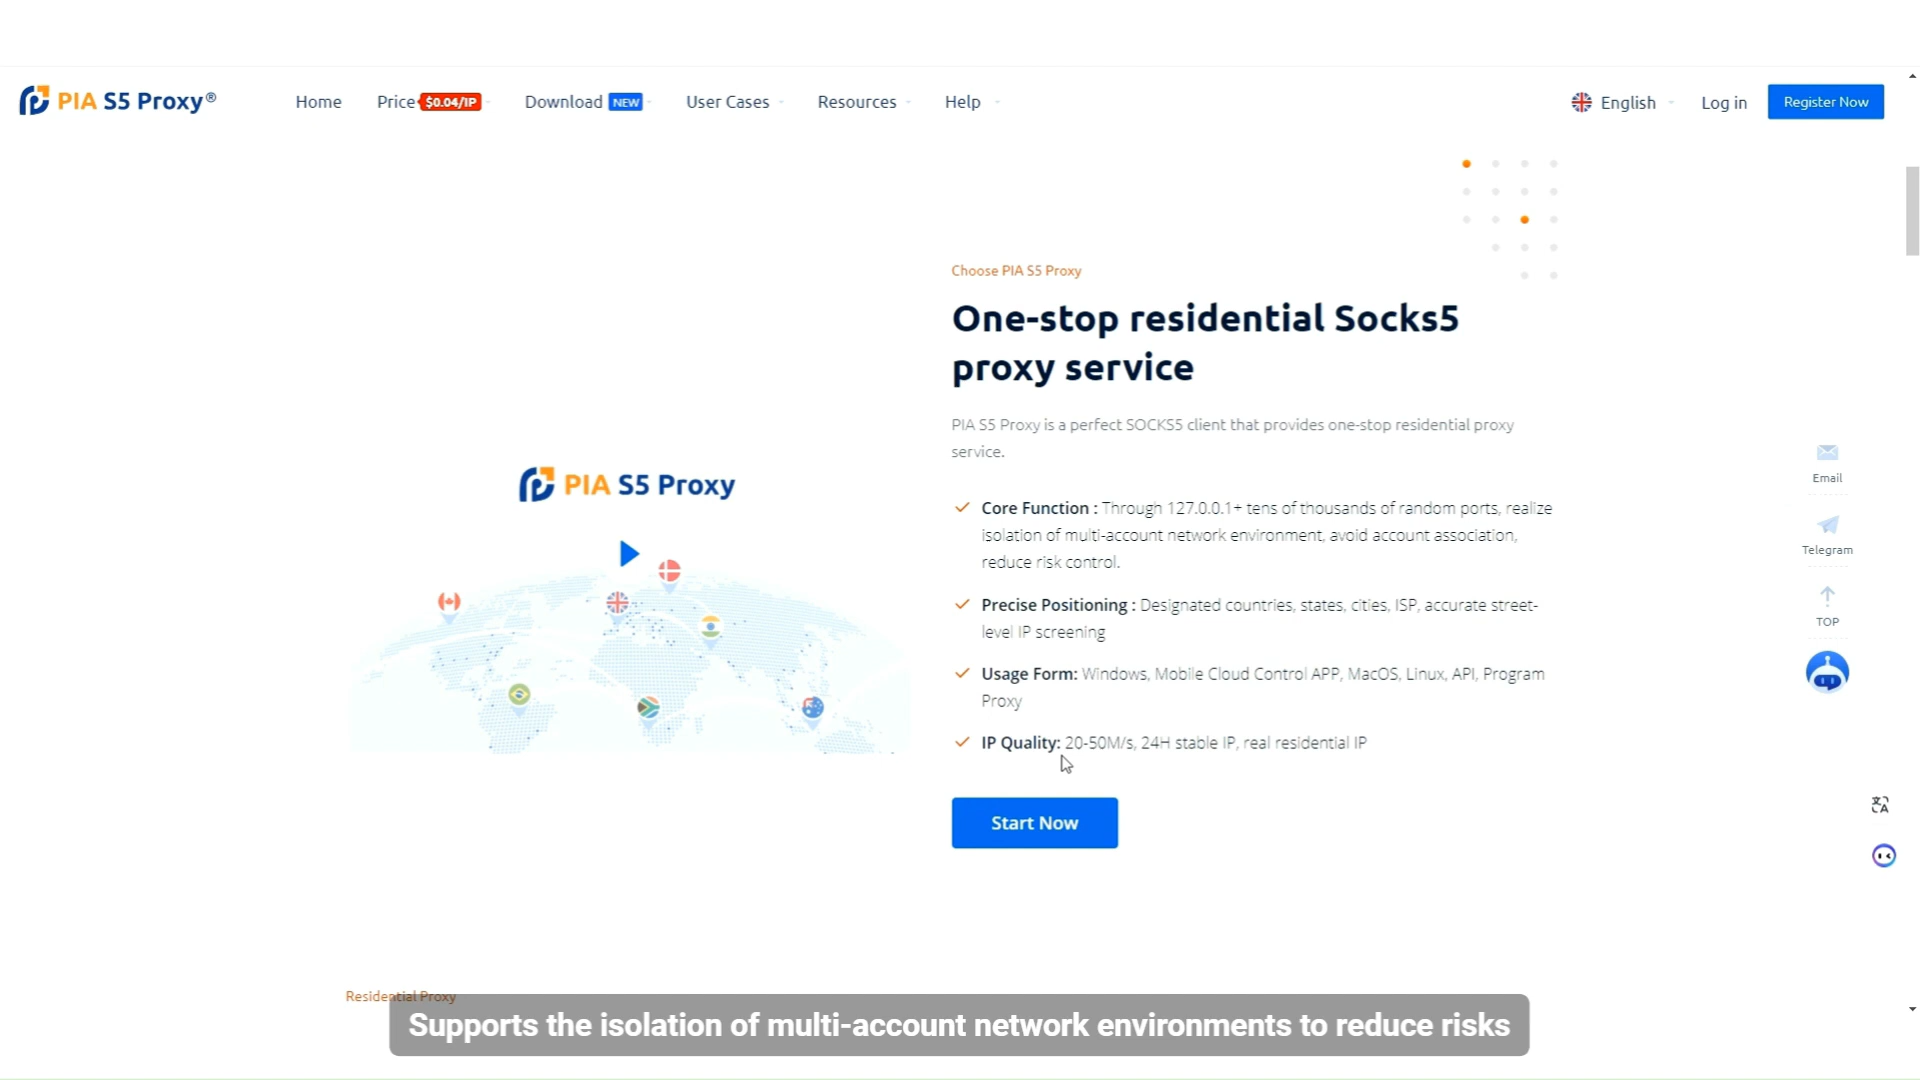 PIA S5 Proxy®
Home
Price $0.04/IP
Download NEW
User Cases
Resources
Help
English
Log in
Register Now
Choose PIA S5 Proxy
One-stop residential Socks5
proxy service
PIA S5 Proxy is a perfect SOCKS5 client that provides one-stop residential proxy
service.
PIA S5 Proxy
Core Function : Through 127.0.0.1+ tens of thousands of random ports, realize
isolation of multi-account network environment, avoid account association,
reduce risk control.
Precise Positioning : Designated countries, states, cities, ISP, accurate street-
level IP screening
Usage Form: Windows, Mobile Cloud Control APP, MacOS, Linux, API, Program
Proxy
IP Quality: 20-50M/s, 24H stable IP, real residential IP
Start Now
Email
Telegram
TOP
Residential Proxy
Supports the isolation of multi-account network environments to reduce risks